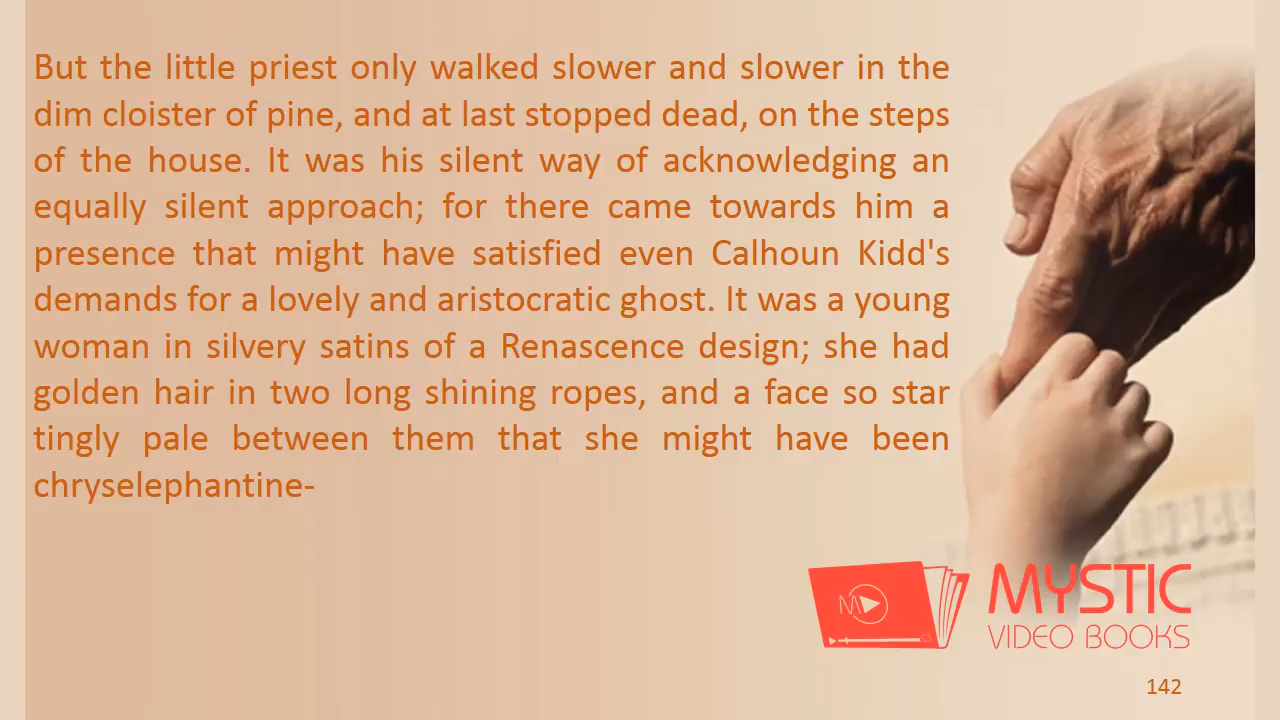 But the little priest only walked slower and slower in the
dim cloister of pine, and at last stopped dead, on the steps
of the house. It was his silent way of acknowledging an
equally silent approach; for there came towards him a
presence that might have satisfied even Calhoun Kidd's
demands for a lovely and aristocratic ghost. It was a young
woman in silvery satins of a Renascence design; she had
golden hair in two long shining ropes, and a face so star
tingly pale between them that she might have been
chryselephantine-
M
MYSTIC
VIDEO BOOKS
142